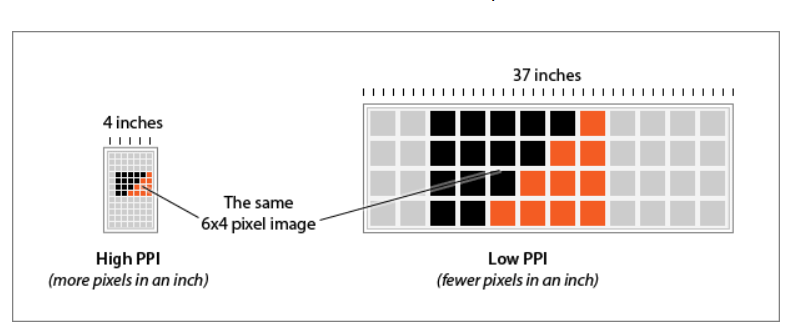 37 inches
4 inches
The same
6x4 pixel image
High PPI
(more pixels in an inch)
Low PPI
(fewer pixels in an inch)